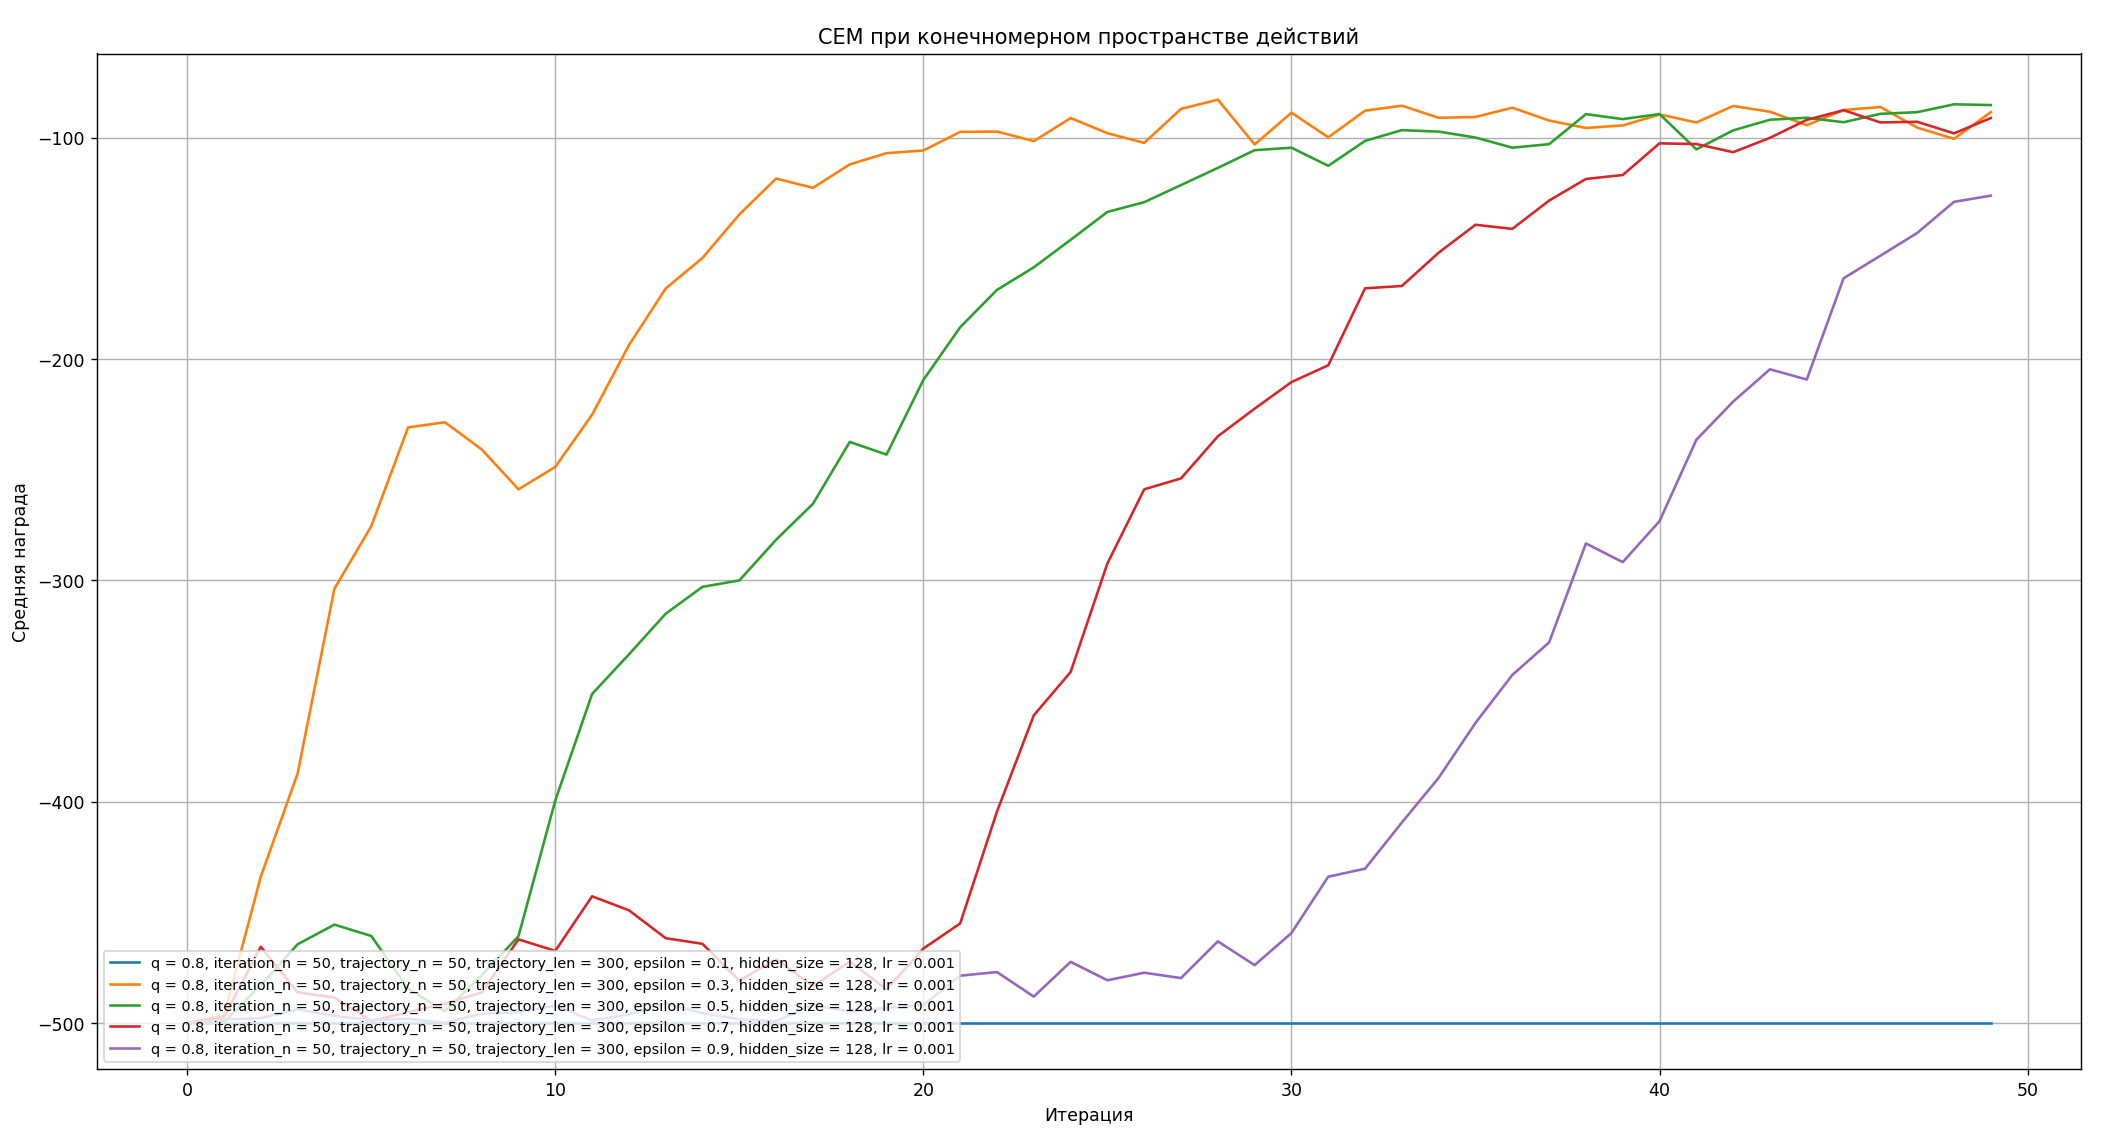 CEM при конечномерном пространстве действий
Средняя награда
−100
−200
−300
−400
−500
q = 0.8, iteration_n = 50, trajectory_n = 50, trajectory_len = 300, epsilon = 0.1, hidden_size = 128, lr = 0.001
q = 0.8, iteration_n = 50, trajectory_n = 50, trajectory_len = 300, epsilon = 0.3, hidden_size = 128, lr = 0.001
q = 0.8, iteration_n = 50, trajectory_n = 50, trajectory_len = 300, epsilon = 0.5, hidden_size = 128, lr = 0.001
q = 0.8, iteration_n = 50, trajectory_n = 50, trajectory_len = 300, epsilon = 0.7, hidden_size = 128, lr = 0.001
q = 0.8, iteration_n = 50, trajectory_n = 50, trajectory_len = 300, epsilon = 0.9, hidden_size = 128, lr = 0.001
0 10 20 30 40 50
Итерация